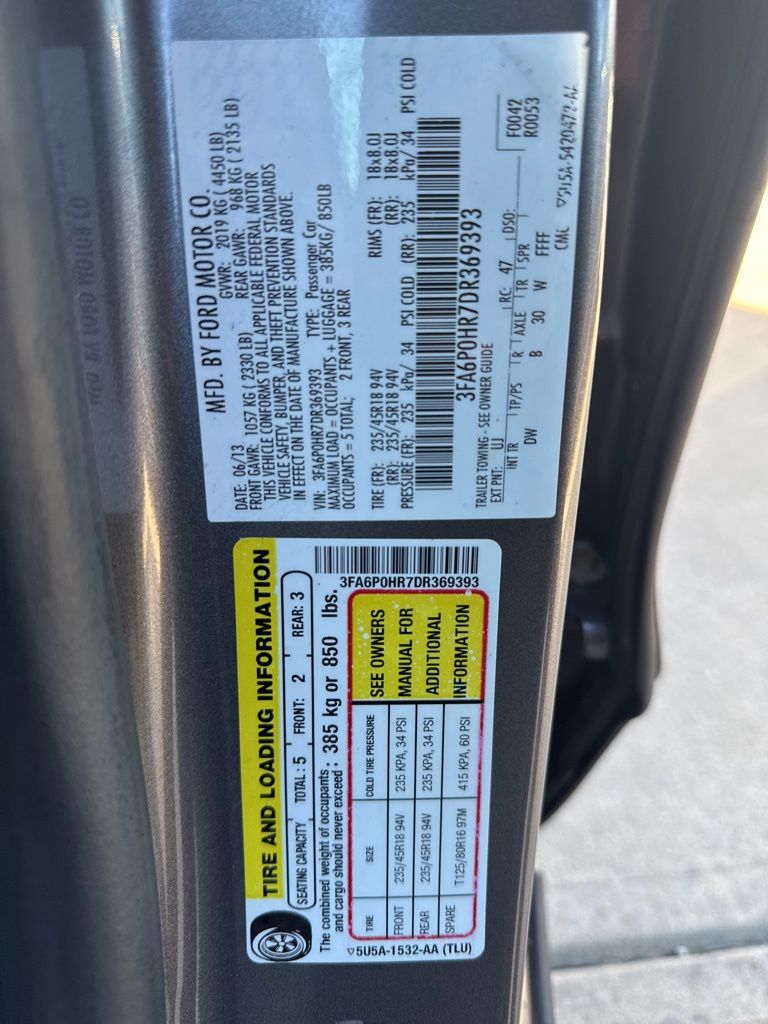 MFD. BY FORD MOTOR CO.
DATE: 06/13 GVWR: 2019 KG ( 4450 LB)
FRONT GAWR: 1057 KG ( 2330 LB) REAR GAWR: 968 KG ( 2135 LB)
THIS VEHICLE CONFORMS TO ALL APPLICABLE FEDERAL MOTOR
VEHICLE SAFETY, BUMPER, AND THEFT PREVENTION STANDARDS
IN EFFECT ON THE DATE OF MANUFACTURE SHOWN ABOVE.
VIN: 3FA6P0HR7DR369393 TYPE: Passenger Car
MAXIMUM LOAD = OCCUPANTS + LUGGAGE = 385KG/ 850LB
OCCUPANTS = 5 TOTAL: 2 FRONT, 3 REAR
TIRE (FR): 235/45R18 94V RIMS (FR): 18x8.0J
(RR): 235/45R18 94V (RR): 18x8.0J
PRESSURE (FR): 235 kPa/ 34 PSI COLD (RR): 235 kPa/ 34 PSI COLD
3FA6P0HR7DR369393
TRAILER TOWING - SEE OWNER GUIDE F0042
EXT PNT: UJ RC: 47 DSO: R0053
INT TR TP/PS R AXLE TR SPR
DW B 30 W FFFF
CML ▽5U5A-5420472-AA
TIRE AND LOADING INFORMATION
SEATING CAPACITY TOTAL: 5 FRONT: 2 REAR: 3
The combined weight of occupants
and cargo should never exceed: 385 kg or 850 lbs.
3FA6P0HR7DR369393
TIRE SIZE COLD TIRE PRESSURE SEE OWNERS
FRONT 235/45R18 94V 235 KPA, 34 PSI MANUAL FOR
REAR 235/45R18 94V 235 KPA, 34 PSI ADDITIONAL
SPARE T125/80R16 97M 415 KPA, 60 PSI INFORMATION
▽5U5A-1532-AA (TLU)